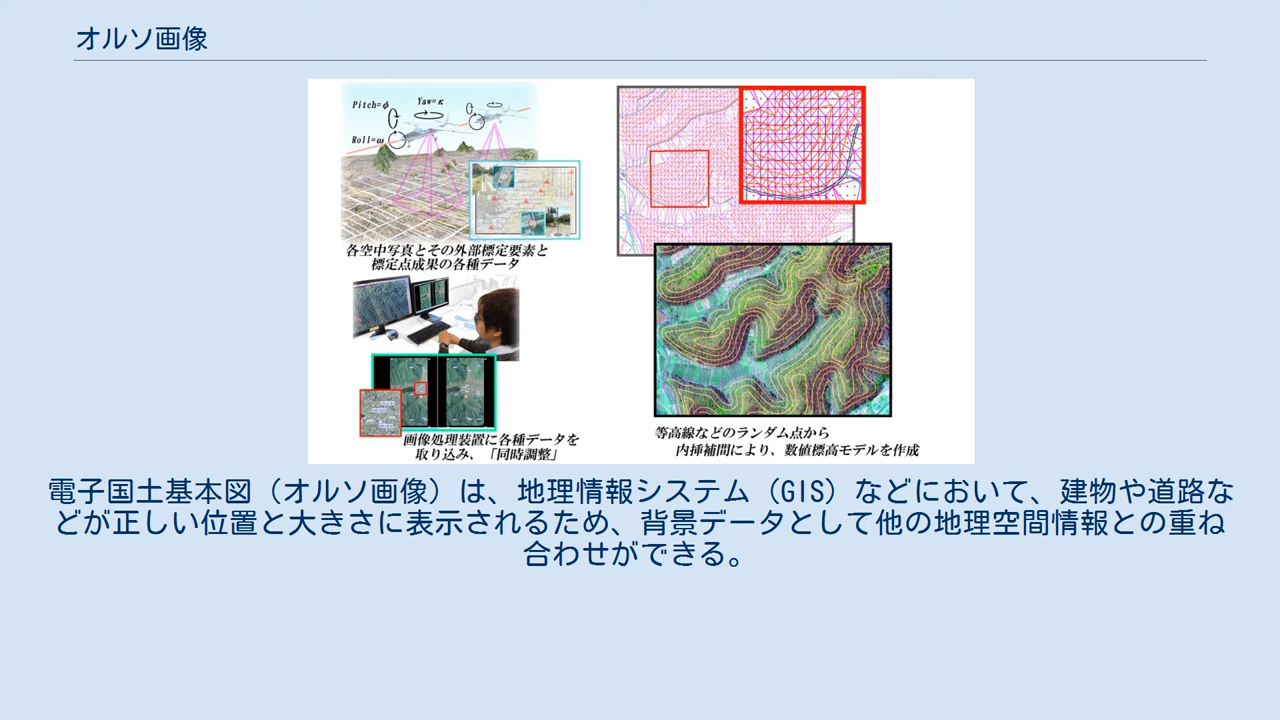 オルソ画像
Pitch=φ
Yaw=κ
Roll=ω
各空中写真とその外部標定要素と
標定点成果の各種データ
画像処理装置に各種データを
取り込み、「同時調整」
等高線などのランダム点から
内挿補間により、数値標高モデルを作成
電子国土基本図（オルソ画像）は、地理情報システム（GIS）などにおいて、建物や道路な
どが正しい位置と大きさに表示されるため、背景データとして他の地理空間情報との重ね
合わせができる。